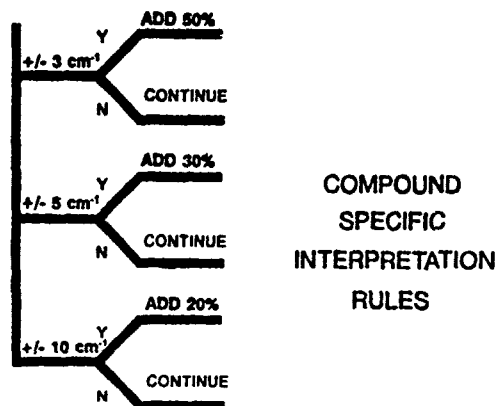 ADD 50%
Y
+/- 3 cm⁻¹
CONTINUE
N
ADD 30%
Y
+/- 5 cm⁻¹
CONTINUE
N
ADD 20%
Y
+/- 10 cm⁻¹
CONTINUE
N
COMPOUND
SPECIFIC
INTERPRETATION
RULES